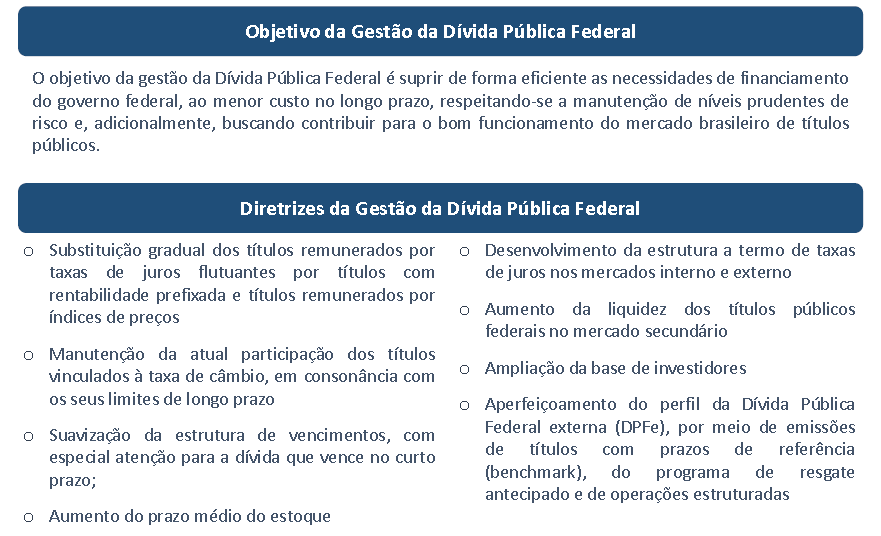 Objetivo da Gestão da Dívida Pública Federal
O objetivo da gestão da Dívida Pública Federal é suprir de forma eficiente as necessidades de financiamento
do governo federal, ao menor custo no longo prazo, respeitando-se a manutenção de níveis prudentes de
risco e, adicionalmente, buscando contribuir para o bom funcionamento do mercado brasileiro de títulos
públicos.
Diretrizes da Gestão da Dívida Pública Federal
o Substituição gradual dos títulos remunerados por
taxas de juros flutuantes por títulos com
rentabilidade prefixada e títulos remunerados por
índices de preços
o Manutenção da atual participação dos títulos
vinculados à taxa de câmbio, em consonância com
os seus limites de longo prazo
o Suavização da estrutura de vencimentos, com
especial atenção para a dívida que vence no curto
prazo;
o Aumento do prazo médio do estoque
o Desenvolvimento da estrutura a termo de taxas
de juros nos mercados interno e externo
o Aumento da liquidez dos títulos públicos
federais no mercado secundário
o Ampliação da base de investidores
o Aperfeiçoamento do perfil da Dívida Pública
Federal externa (DPFe), por meio de emissões
de títulos com prazos de referência
(benchmark), do programa de resgate
antecipado e de operações estruturadas